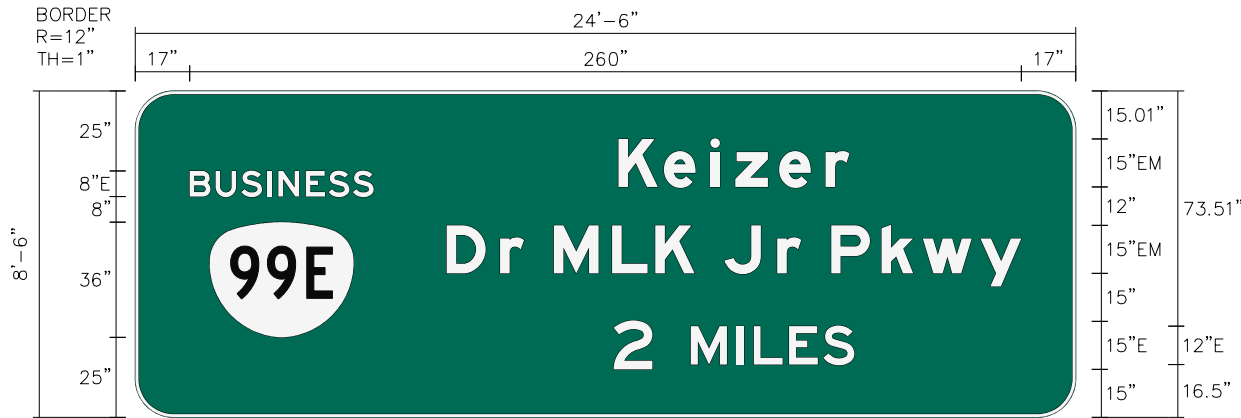 BORDER
R=12"
TH=1"
24'-6"
17" 260" 17"
8'-6"
25"
8"E
8"
36"
25"
BUSINESS
99E
Keizer
Dr MLK Jr Pkwy
2 MILES
15.01"
15"EM
12"
15"EM
15"
15"E
15"
73.51"
12"E
16.5"